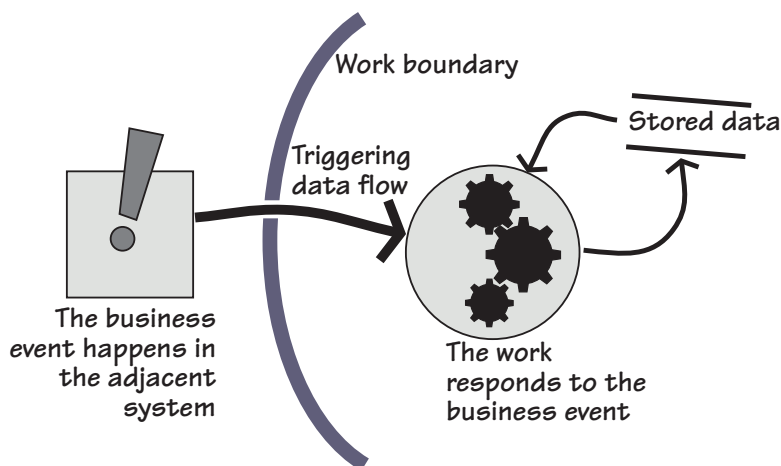 Work boundary
Stored data
Triggering
data flow
The business
event happens in
the adjacent
system
The work
responds to the
business event